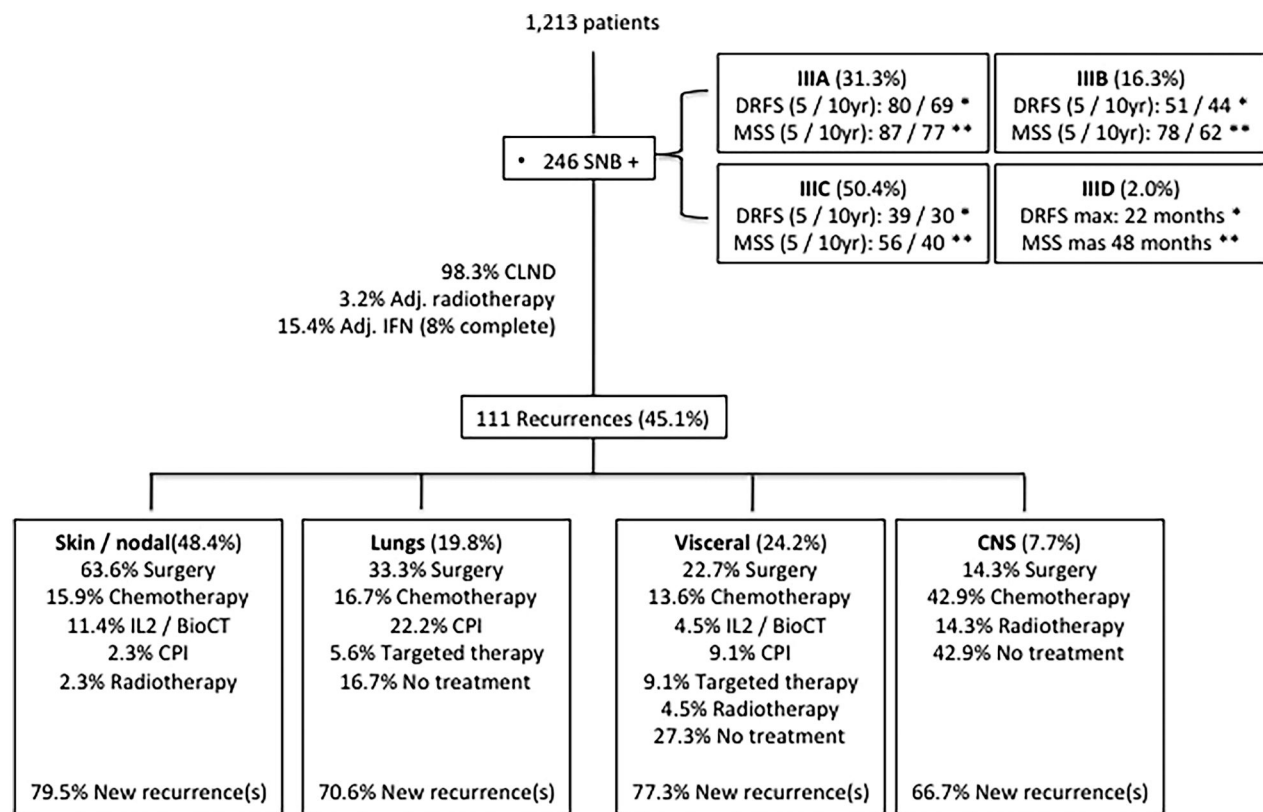 1,213 patients
IIIA (31.3%)
DRFS (5 / 10yr): 80 / 69 *
MSS (5 / 10yr): 87 / 77 **
IIIB (16.3%)
DRFS (5 / 10yr): 51 / 44 *
MSS (5 / 10yr): 78 / 62 **
• 246 SNB +
IIIC (50.4%)
DRFS (5 / 10yr): 39 / 30 *
MSS (5 / 10yr): 56 / 40 **
IIID (2.0%)
DRFS max: 22 months *
MSS mas 48 months **
98.3% CLND
3.2% Adj. radiotherapy
15.4% Adj. IFN (8% complete)
111 Recurrences (45.1%)
Skin / nodal(48.4%)
63.6% Surgery
15.9% Chemotherapy
11.4% IL2 / BioCT
2.3% CPI
2.3% Radiotherapy
79.5% New recurrence(s)
Lungs (19.8%)
33.3% Surgery
16.7% Chemotherapy
22.2% CPI
5.6% Targeted therapy
16.7% No treatment
70.6% New recurrence(s)
Visceral (24.2%)
22.7% Surgery
13.6% Chemotherapy
4.5% IL2 / BioCT
9.1% CPI
9.1% Targeted therapy
4.5% Radiotherapy
27.3% No treatment
77.3% New recurrence(s)
CNS (7.7%)
14.3% Surgery
42.9% Chemotherapy
14.3% Radiotherapy
42.9% No treatment
66.7% New recurrence(s)